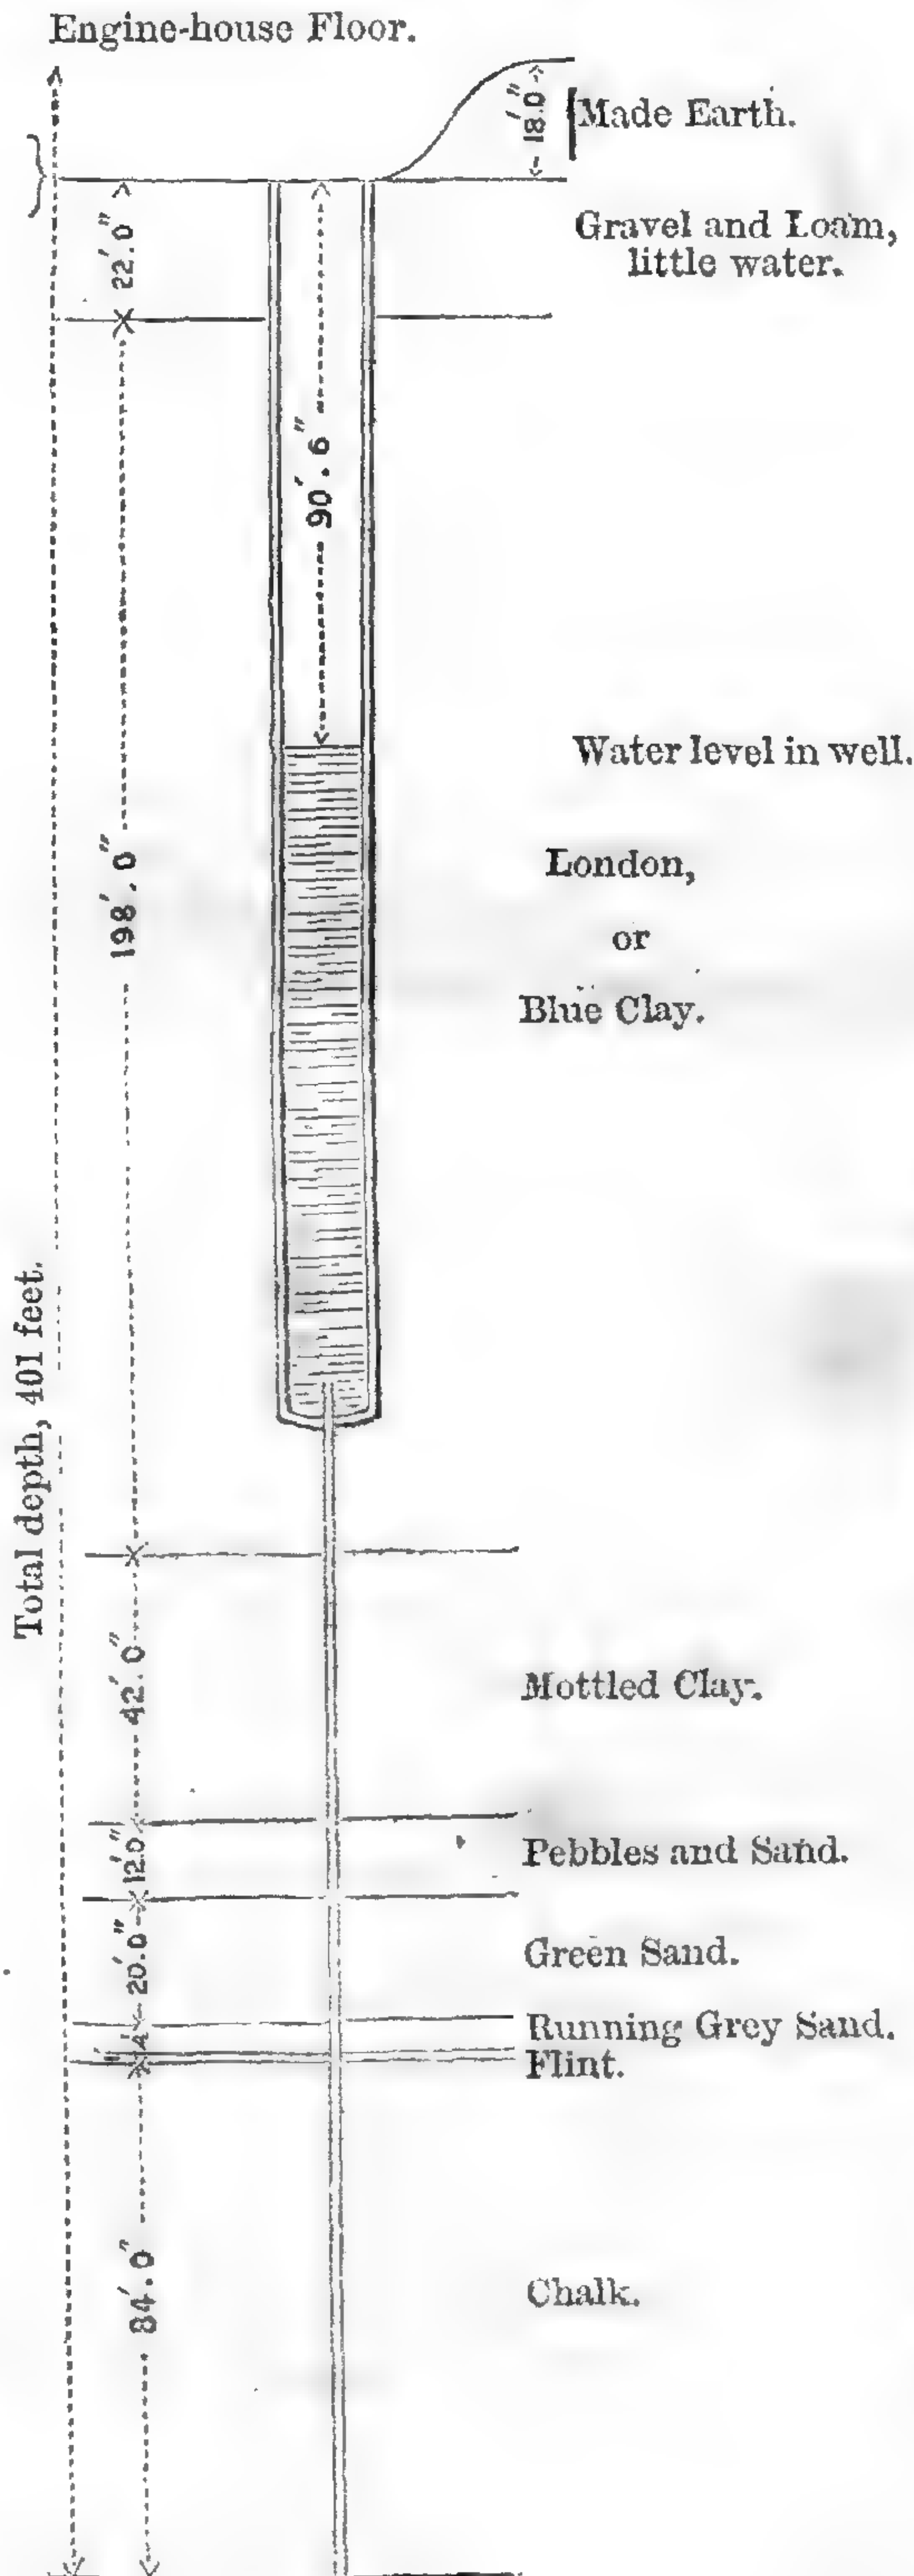 Engine-house Floor.
18.0"
Made Earth.
22'.0"
Gravel and Loam,
little water.
90'.6"
Water level in well.
198'.0"
London,
or
Blue Clay.
Total depth, 401 feet.
42'.0"
Mottled Clay.
12'.0"
Pebbles and Sand.
20'.0"
Green Sand.
4'
Running Grey Sand.
Flint.
84'.0"
Chalk.